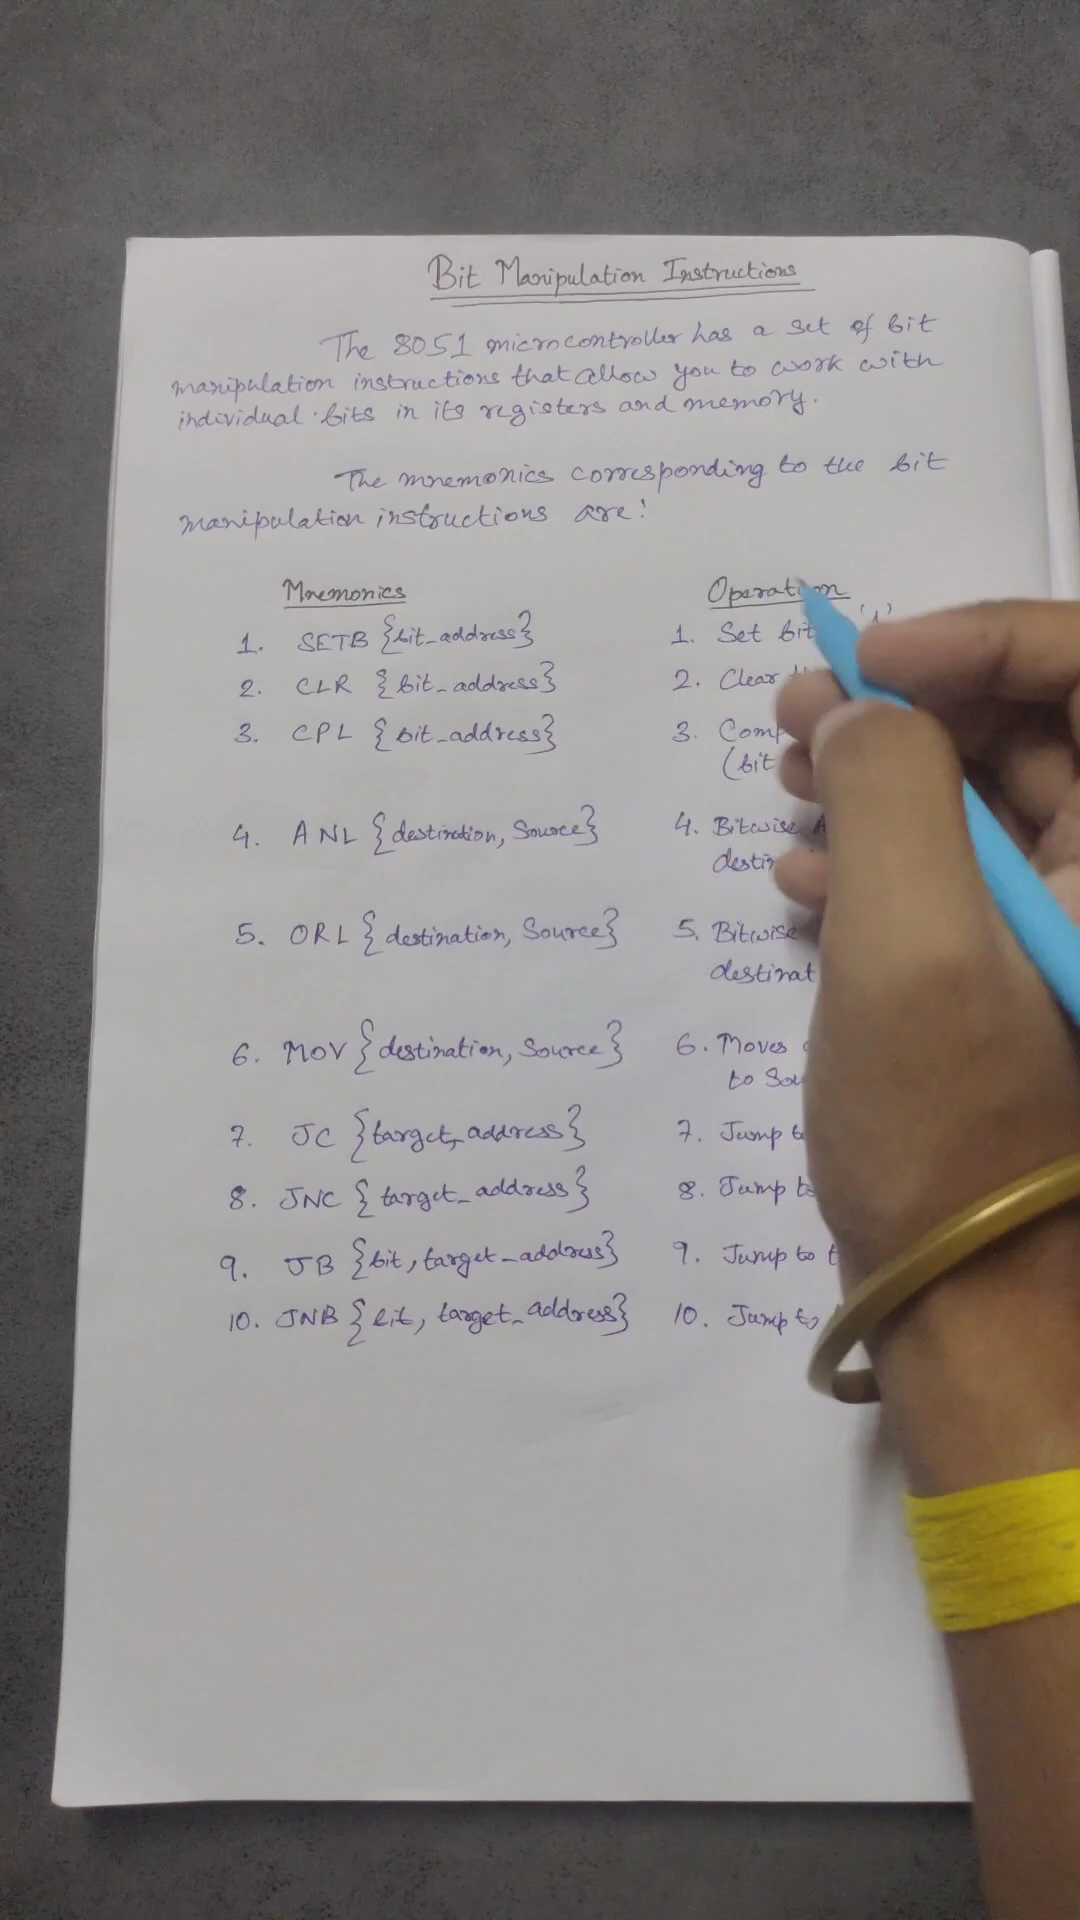 Bit Manipulation Instructions
The 8051 microcontroller has a set of bit
manipulation instructions that allow you to work with
individual bits in its registers and memory.
The mnemonics corresponding to the bit
manipulation instructions are:
Mnemonics Operation
1. SETB {bit_address} 1. Set bit '1'
2. CLR {bit_address} 2. Clear
3. CPL {bit_address} 3.
(bit
4. ANL {destination, Source} 4. Bitwise
5. ORL {destination, Source} 5. Bitwise
6. MOV {destination, Source} 6. Moves
to
7. JC {target_address} 7. Jump
8. JNC {target_address} 8. Jump
9. JB {bit, target_address} 9. Jump to
10. JNB {bit, target_address} 10. Jump to